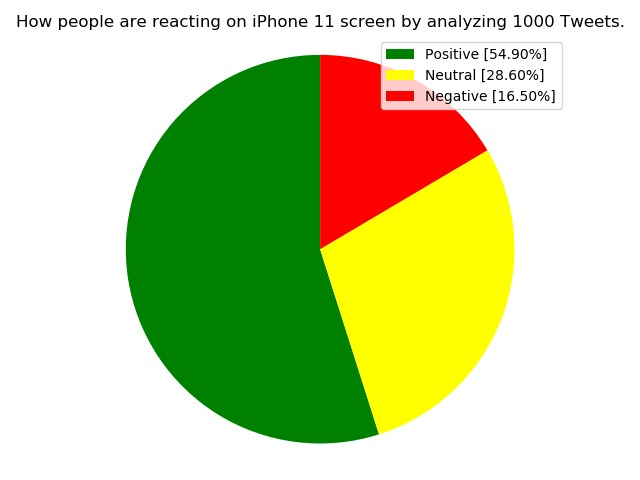 How people are reacting on iPhone 11 screen by analyzing 1000 Tweets.
Positive [54.90%]
Neutral [28.60%]
Negative [16.50%]